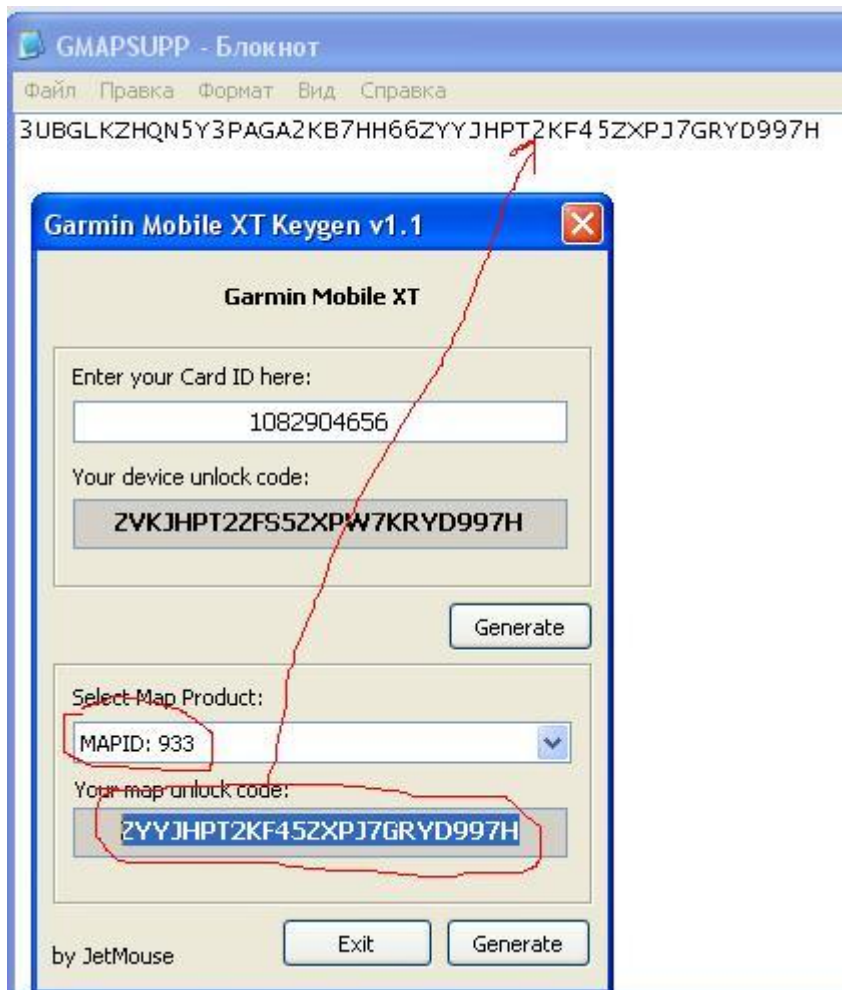 GMAPSUPP - Блокнот
Файл Правка Формат Вид Справка
3UBGLKZHQN5Y3PAGA2KB7HH66ZYYJHPT2KF45ZXPJ7GRYD997H
Garmin Mobile XT Keygen v1.1
Garmin Mobile XT
Enter your Card ID here:
1082904656
Your device unlock code:
ZVKJHPT2ZFS5ZXPW7KRYD997H
Generate
Select Map Product:
MAPID: 933
Your map unlock code:
ZYYJHPT2KF45ZXPJ7GRYD997H
by JetMouse
Exit
Generate